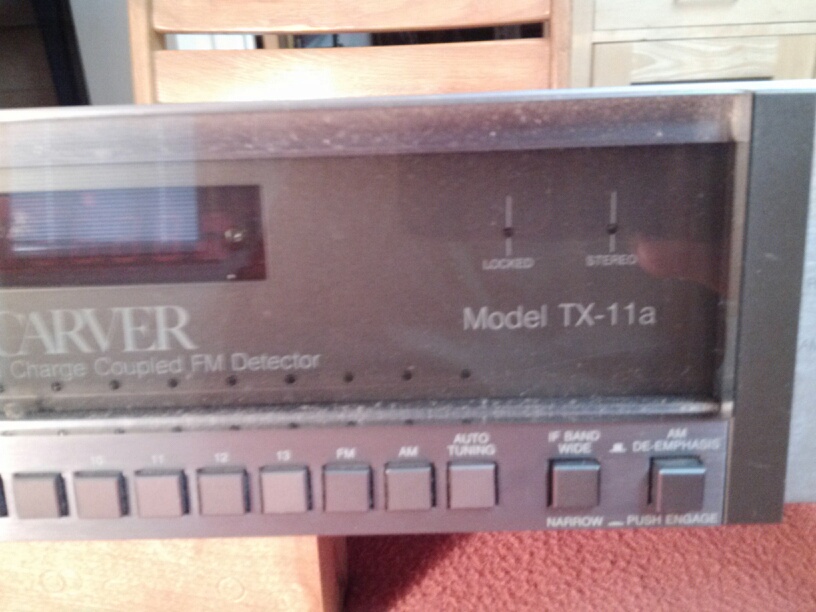 LOCKED STEREO
Model TX-11a
CARVER
Charge Coupled FM Detector
10 11 12 13 FM AM AUTO TUNING
IF BAND WIDE
AM DE-EMPHASIS
NARROW PUSH ENGAGE